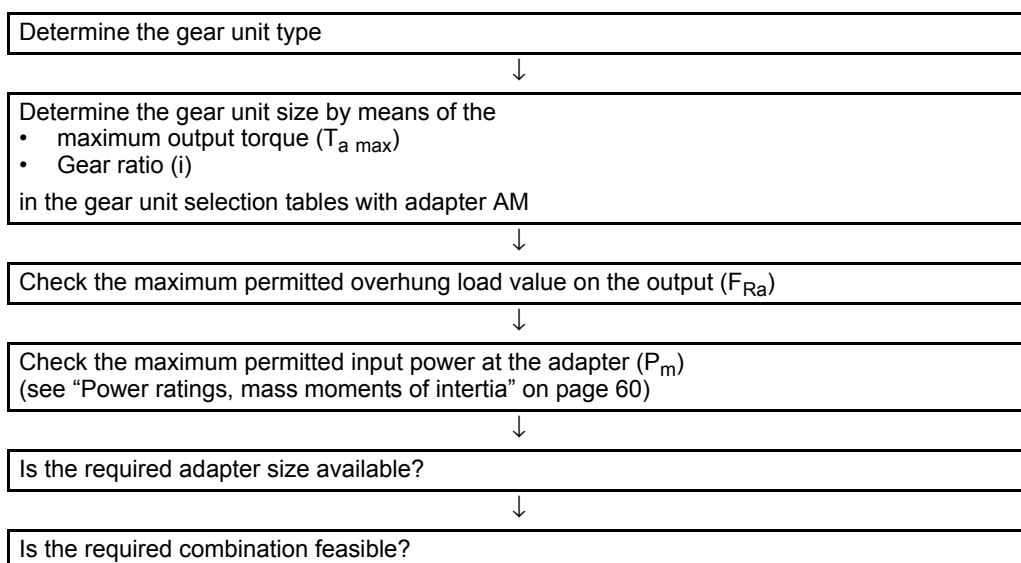 Determine the gear unit type
↓
Determine the gear unit size by means of the
• maximum output torque (Ta max)
• Gear ratio (i)
in the gear unit selection tables with adapter AM
↓
Check the maximum permitted overhung load value on the output (FRa)
↓
Check the maximum permitted input power at the adapter (Pm)
(see “Power ratings, mass moments of intertia” on page 60)
↓
Is the required adapter size available?
↓
Is the required combination feasible?